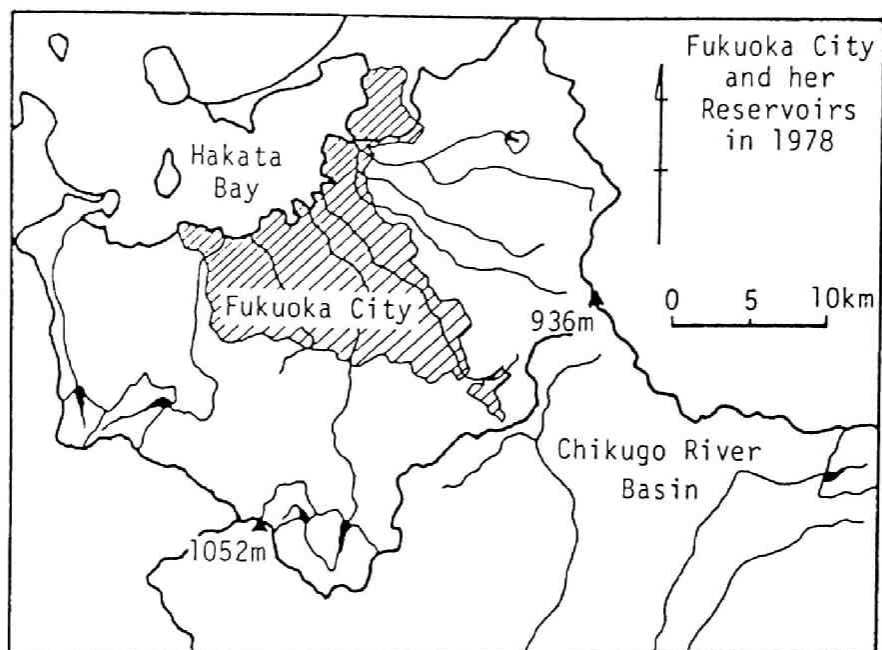 Fukuoka City
and her
Reservoirs
in 1978
Hakata
Bay
0 5 10km
Fukuoka City
936m
Chikugo River
Basin
1052m